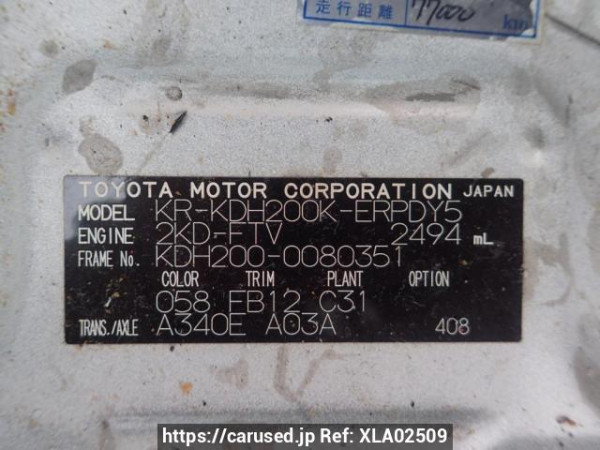 走行距離 77000 km
TOYOTA MOTOR CORPORATION JAPAN
MODEL KR-KDH200K-ERPDY5
ENGINE 2KD-FTV 2494 mL
FRAME No. KDH200-0080351
COLOR TRIM PLANT OPTION
058 FB12 C31
TRANS./AXLE A340E A03A 408
https://carused.jp Ref: XLA02509